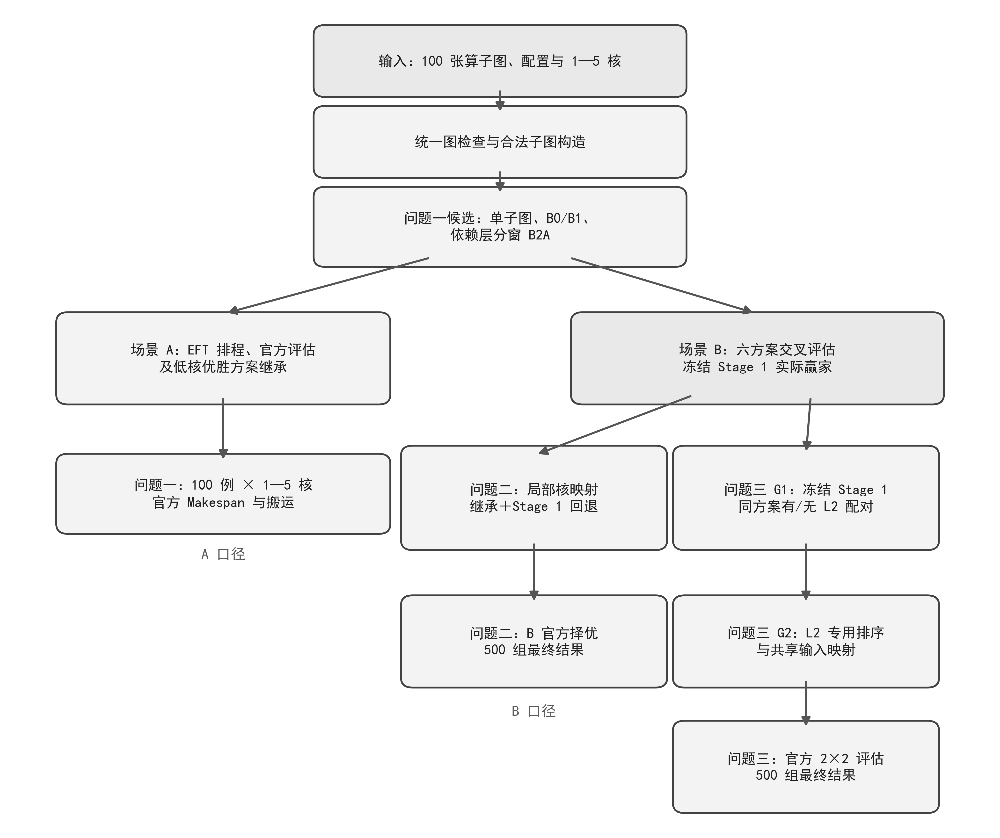 输入：100 张算子图、配置与 1—5 核
统一图检查与合法子图构造
问题一候选：单子图、B0/B1、
依赖层分窗 B2A
场景 A：EFT 排程、官方评估
及低核优胜方案继承
场景 B：六方案交叉评估
冻结 Stage 1 实际赢家
问题一：100 例 × 1—5 核
官方 Makespan 与搬运
A 口径
问题二：局部核映射
继承＋Stage 1 回退
问题三 G1：冻结 Stage 1
同方案有/无 L2 配对
问题二：B 官方择优
500 组最终结果
B 口径
问题三 G2：L2 专用排序
与共享输入映射
问题三：官方 2×2 评估
500 组最终结果